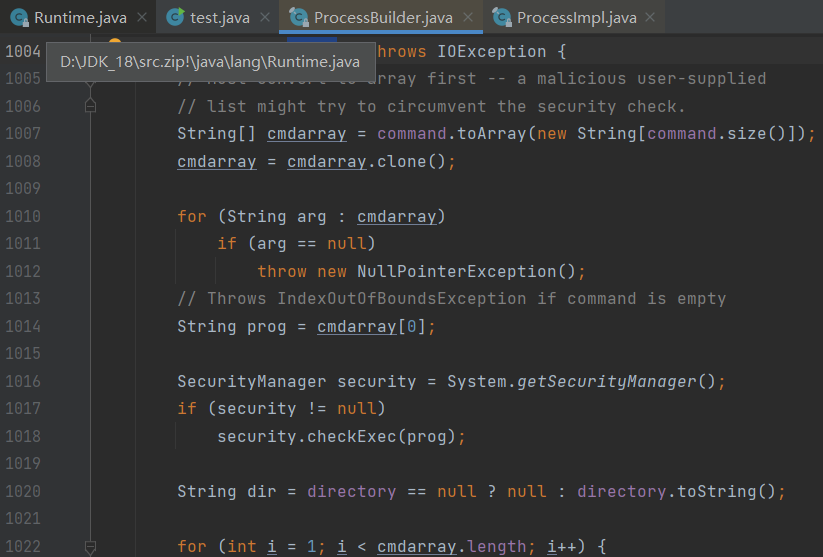 Runtime.java test.java ProcessBuilder.java ProcessImpl.java
1004 throws IOException {
D:\JDK_18\src.zip!\java\lang\Runtime.java
1005 array first -- a malicious user-supplied
1006 // list might try to circumvent the security check.
1007 String[] cmdarray = command.toArray(new String[command.size()]);
1008 cmdarray = cmdarray.clone();
1009
1010 for (String arg : cmdarray)
1011 if (arg == null)
1012 throw new NullPointerException();
1013 // Throws IndexOutOfBoundsException if command is empty
1014 String prog = cmdarray[0];
1015
1016 SecurityManager security = System.getSecurityManager();
1017 if (security != null)
1018 security.checkExec(prog);
1019
1020 String dir = directory == null ? null : directory.toString();
1021
1022 for (int i = 1; i < cmdarray.length; i++) {